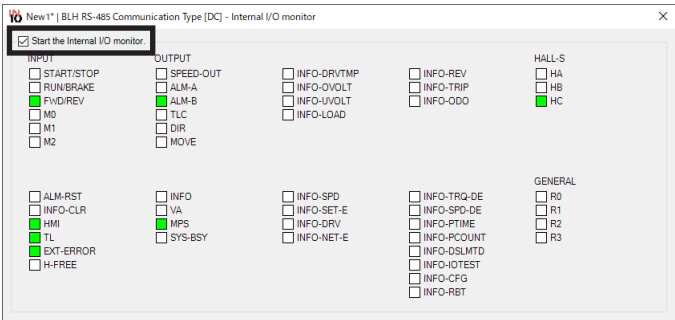 New1* | BLH RS-485 Communication Type [DC] - Internal I/O monitor
Start the Internal I/O monitor.
INPUT
START/STOP
RUN/BRAKE
FWD/REV
M0
M1
M2
ALM-RST
INFO-CLR
HMI
TL
EXT-ERROR
H-FREE
OUTPUT
SPEED-OUT
ALM-A
ALM-B
TLC
DIR
MOVE
INFO
VA
MPS
SYS-BSY
INFO-DRVTMP
INFO-OVOLT
INFO-UVOLT
INFO-LOAD
INFO-SPD
INFO-SET-E
INFO-DRV
INFO-NET-E
INFO-REV
INFO-TRIP
INFO-ODO
INFO-TRQ-DE
INFO-SPD-DE
INFO-PTIME
INFO-PCOUNT
INFO-DSLMTD
INFO-IOTEST
INFO-CFG
INFO-RBT
HALL-S
HA
HB
HC
GENERAL
R0
R1
R2
R3